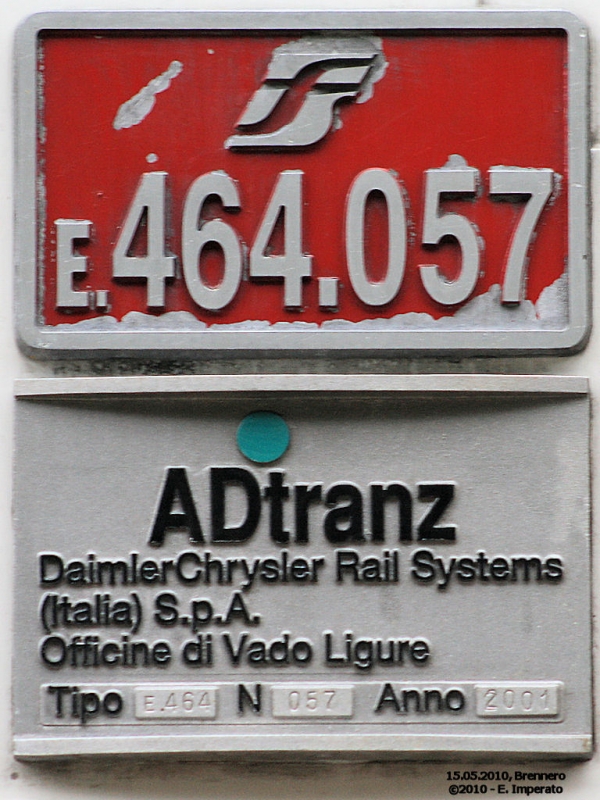 E.464.057
ADtranz
DaimlerChrysler Rail Systems
(Italia) S.p.A.
Officine di Vado Ligure
Tipo E.464 N 057 Anno 2001
15.05.2010, Brennero
©2010 - E. Imperato